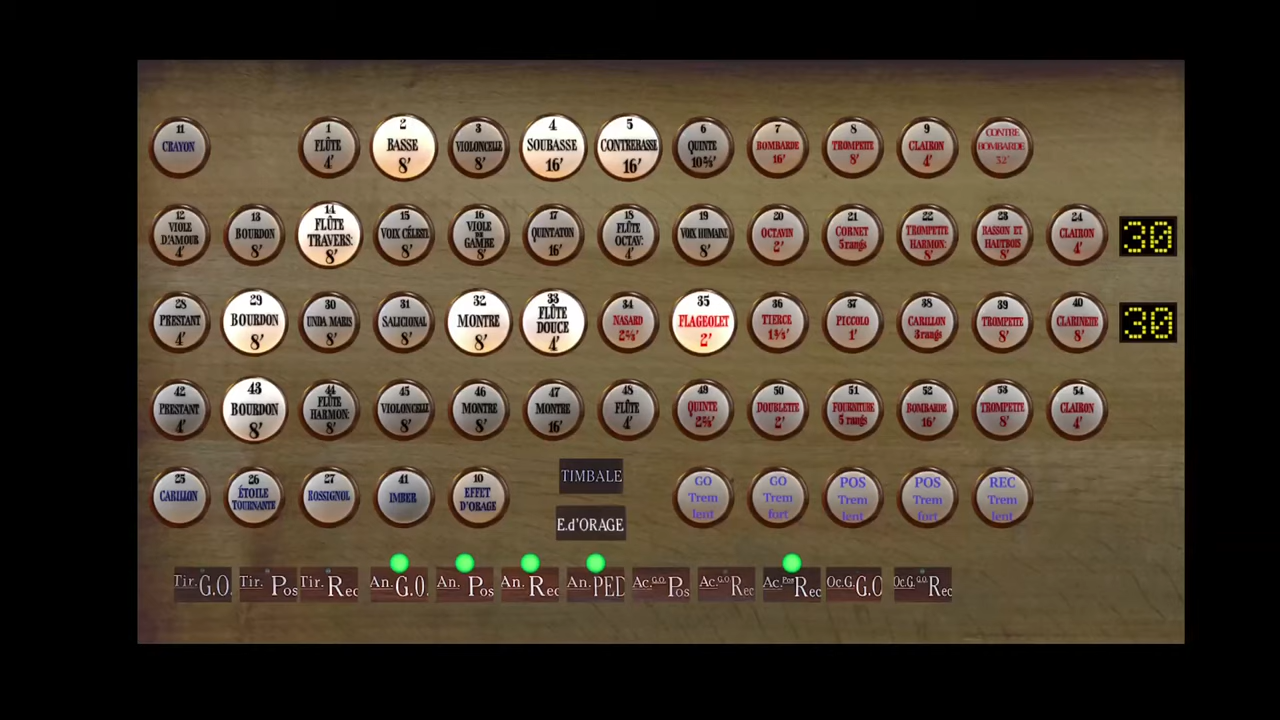 11 CRAYON
1 FLÛTE 4'
2 BASSE 8'
3 VIOLONCELLE 8'
4 SOUBASSE 16'
5 CONTREBASSE 16'
6 QUINTE 10⅔'
7 BOMBARDE 16'
8 TROMPETTE 8'
9 CLAIRON 4'
CONTRE BOMBARDE 32'
12 VIOLE D'AMOUR 4'
13 BOURDON 8'
14 FLÛTE TRAVERS: 8'
15 VOIX CÉLESTE 8'
16 VIOLE DE GAMBE 8'
17 QUINTATON 16'
18 FLÛTE OCTAV: 4'
19 VOIX HUMAINE 8'
20 OCTAVIN 2'
21 CORNET 5 rangs
22 TROMPETTE HARMON: 8'
23 BASSON ET HAUTBOIS 8'
24 CLAIRON 4'
30
28 PRESTANT 4'
29 BOURDON 8'
30 UNDA MARIS 8'
31 SALICIONAL 8'
32 MONTRE 8'
33 FLÛTE DOUCE 4'
34 NASARD 2⅔'
35 FLAGEOLET 2'
36 TIERCE 1⅗'
37 PICCOLO 1'
38 CARILLON 3 rangs
39 TROMPETTE 8'
40 CLARINETTE 8'
30
42 PRESTANT 4'
43 BOURDON 8'
44 FLÛTE HARMON: 8'
45 VIOLONCELLE 8'
46 MONTRE 8'
47 MONTRE 16'
48 FLÛTE 4'
49 QUINTE 2⅔'
50 DOUBLETTE 2'
51 FOURNITURE 5 rangs
52 BOMBARDE 16'
53 TROMPETTE 8'
54 CLAIRON 4'
25 CARILLON
26 ÉTOILE TOURNANTE
27 ROSSIGNOL
41 IMBER
10 EFFET D'ORAGE
TIMBALE
E.d'ORAGE
GO Trem lent
GO Trem fort
POS Trem lent
POS Trem fort
REC Trem lent
Tir. G.O.
Tir. Pos
Tir. Rec
An. G.O.
An. Pos
An. Rec
An. PED
Ac. G.O. Pos
Ac. G.O Rec
Ac. Pos Rec
Oc.G. G.O
Oc.G. G.O Rec